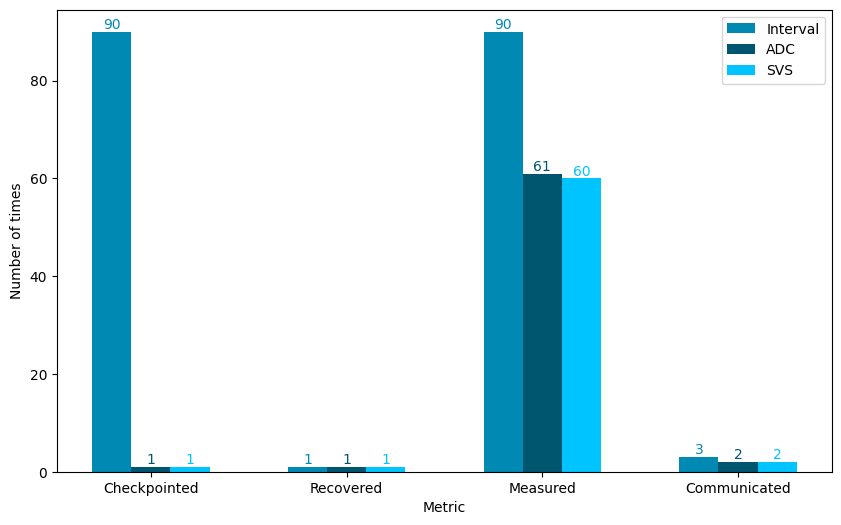 Interval
ADC
SVS
90
1
1
1
1
1
90
61
60
3
2
2
80
60
40
20
0
Number of times
Checkpointed
Recovered
Measured
Communicated
Metric